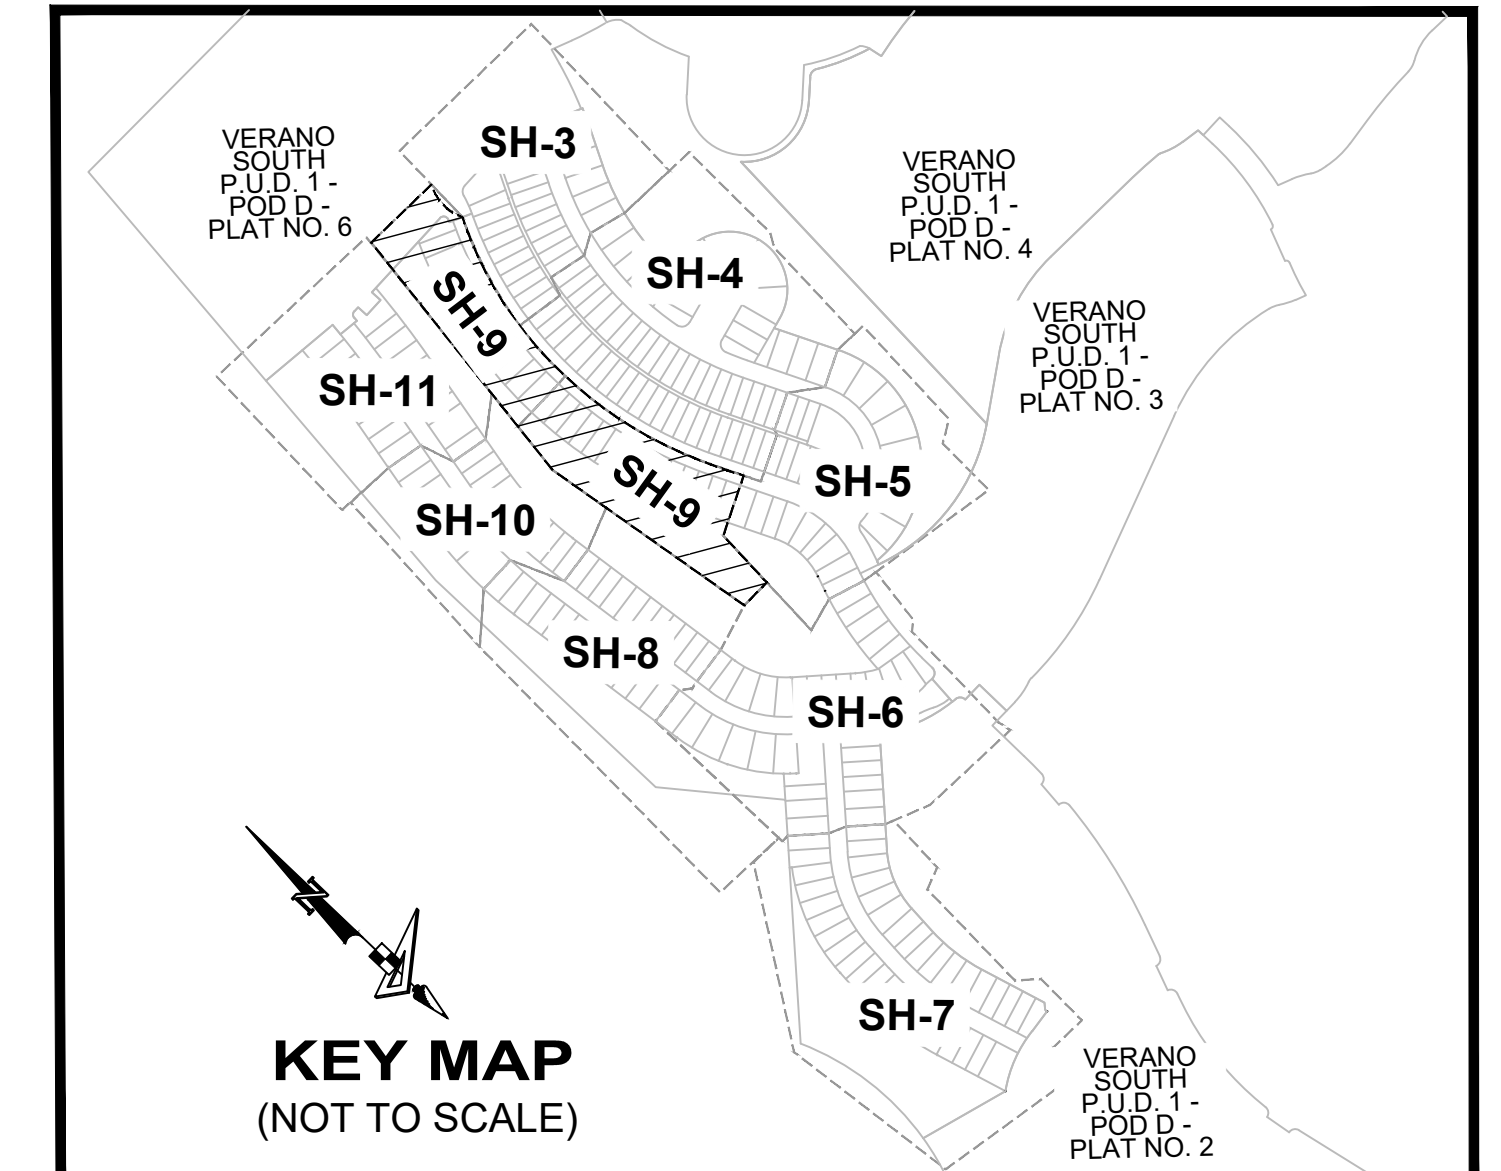 SH-3
VERANO
SOUTH
P.U.D. 1 -
POD D -
PLAT NO. 6
VERANO
SOUTH
P.U.D. 1 -
POD D -
PLAT NO. 4
SH-4
SH-9
VERANO
SOUTH
P.U.D. 1 -
POD D -
PLAT NO. 3
SH-11
SH-5
SH-9
SH-10
SH-8
SH-6
N
SH-7
KEY MAP
(NOT TO SCALE)
VERANO
SOUTH
P.U.D. 1 -
POD D -
PLAT NO. 2